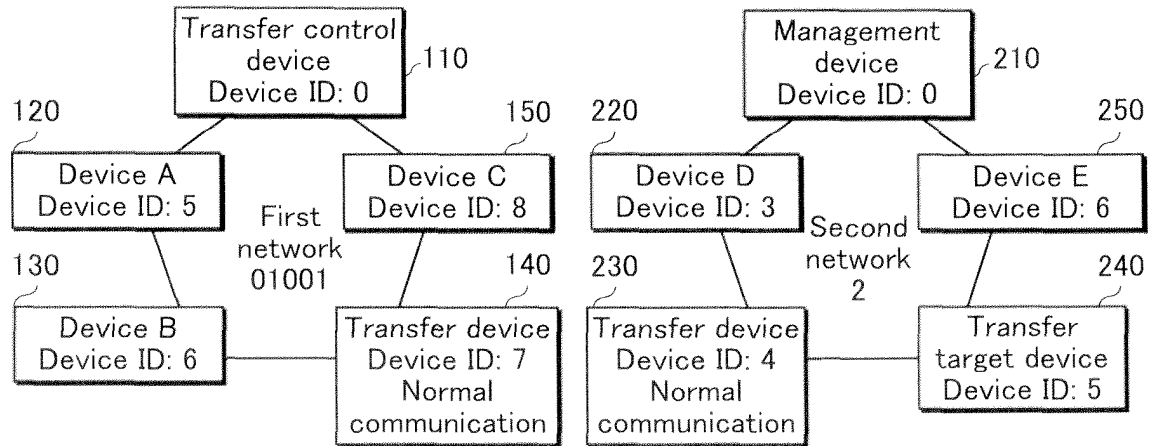 Transfer control
device
Device ID: 0
110
Management
device
Device ID: 0
210
120
Device A
Device ID: 5
150
Device C
Device ID: 8
220
Device D
Device ID: 3
250
Device E
Device ID: 6
First
network
01001
Second
network
2
130
Device B
Device ID: 6
140
Transfer device
Device ID: 7
Normal
communication
230
Transfer device
Device ID: 4
Normal
communication
240
Transfer
target device
Device ID: 5